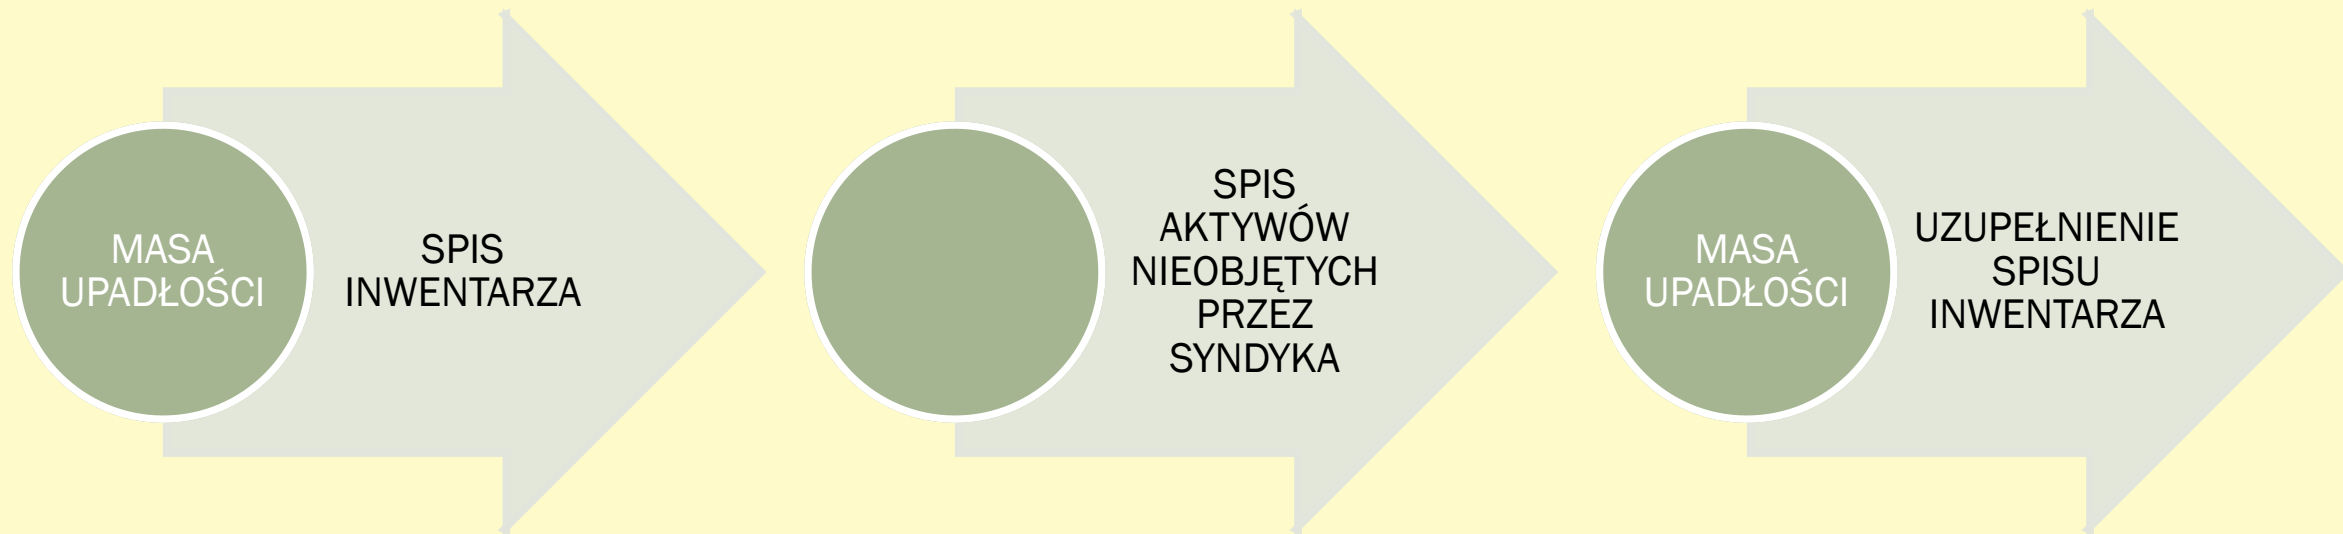 MASA
UPADŁOŚCI
SPIS
INWENTARZA
SPIS
AKTYWÓW
NIEOBJĘTYCH
PRZEZ
SYNDYKA
MASA
UPADŁOŚCI
UZUPEŁNIENIE
SPISU
INWENTARZA